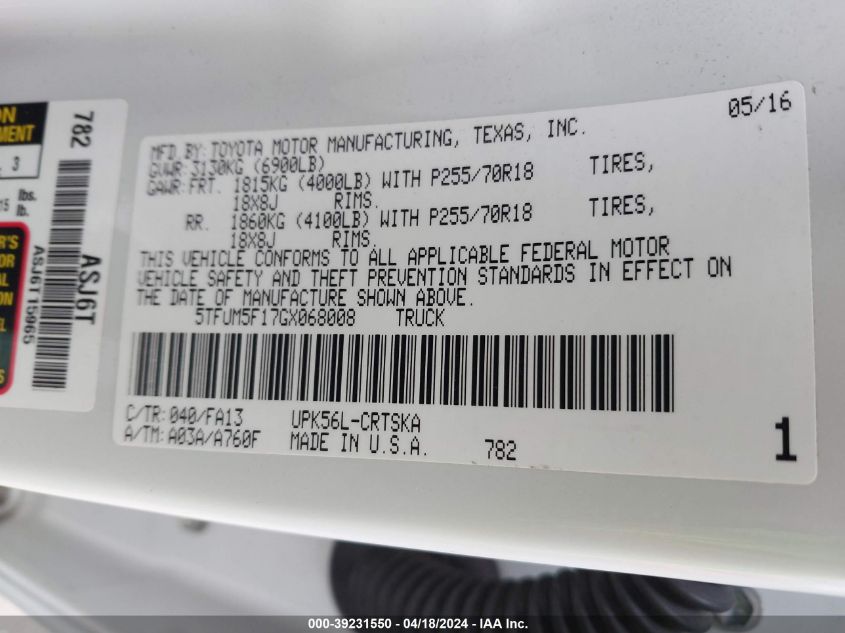 05/16
MFD BY: TOYOTA MOTOR MANUFACTURING, TEXAS, INC.
GVWR: 3130KG (6900LB)
GAWR: FRT. 1815KG (4000LB) WITH P255/70R18 TIRES,
18X8J RIMS.
RR. 1860KG (4100LB) WITH P255/70R18 TIRES,
18X8J RIMS.
THIS VEHICLE CONFORMS TO ALL APPLICABLE FEDERAL MOTOR
VEHICLE SAFETY AND THEFT PREVENTION STANDARDS IN EFFECT ON
THE DATE OF MANUFACTURE SHOWN ABOVE.
5TFUM5F17GX068008 TRUCK
C/TR: 040/FA13 UPK56L-CRTSKA
A/TM: A03A/A760F MADE IN U.S.A. 782
1
782
ASJ6T
ASJ6T15965
3
lbs.
lb.
000-39231550 - 04/18/2024 - IAA Inc.